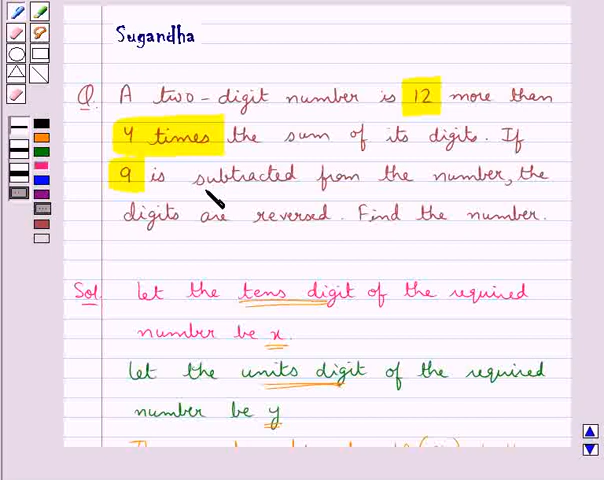 Sugandha
Q. A two-digit number is 12 more than
4 times the sum of its digits. If
9 is subtracted from the number, the
digits are reversed. Find the number.
Sol. Let the tens digit of the required
number be x.
Let the units digit of the required
number be y